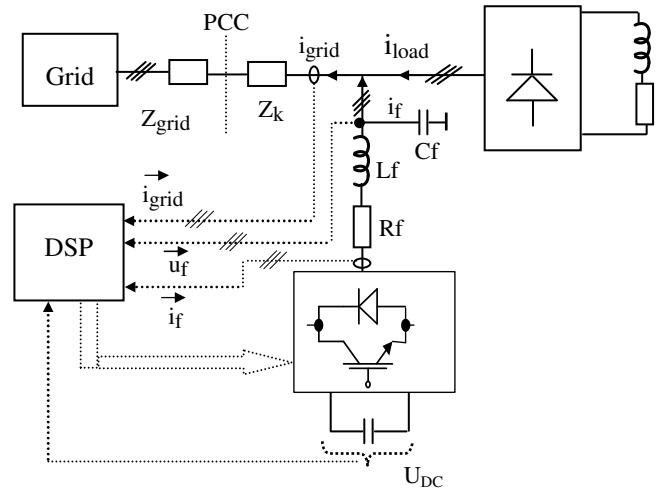 PCC
i_grid
i_load
Grid
Z_grid
Z_k
i_f
Cf
Lf
i_grid
Rf
DSP
u_f
i_f
U_DC